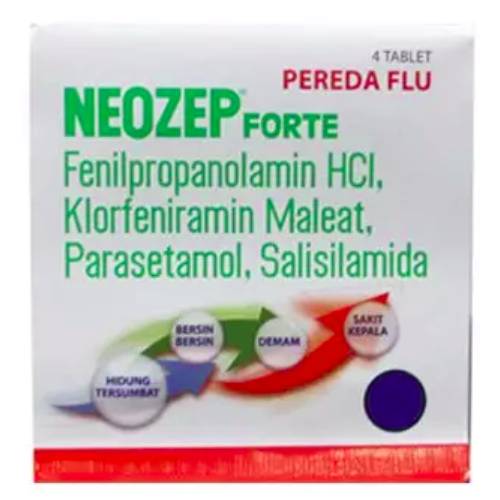 4 TABLET
PEREDA FLU
NEOZEP® FORTE
Fenilpropanolamin HCl,
Klorfeniramin Maleat,
Parasetamol, Salisilamida
HIDUNG
TERSUMBAT
BERSIN
BERSIN
DEMAM
SAKIT
KEPALA